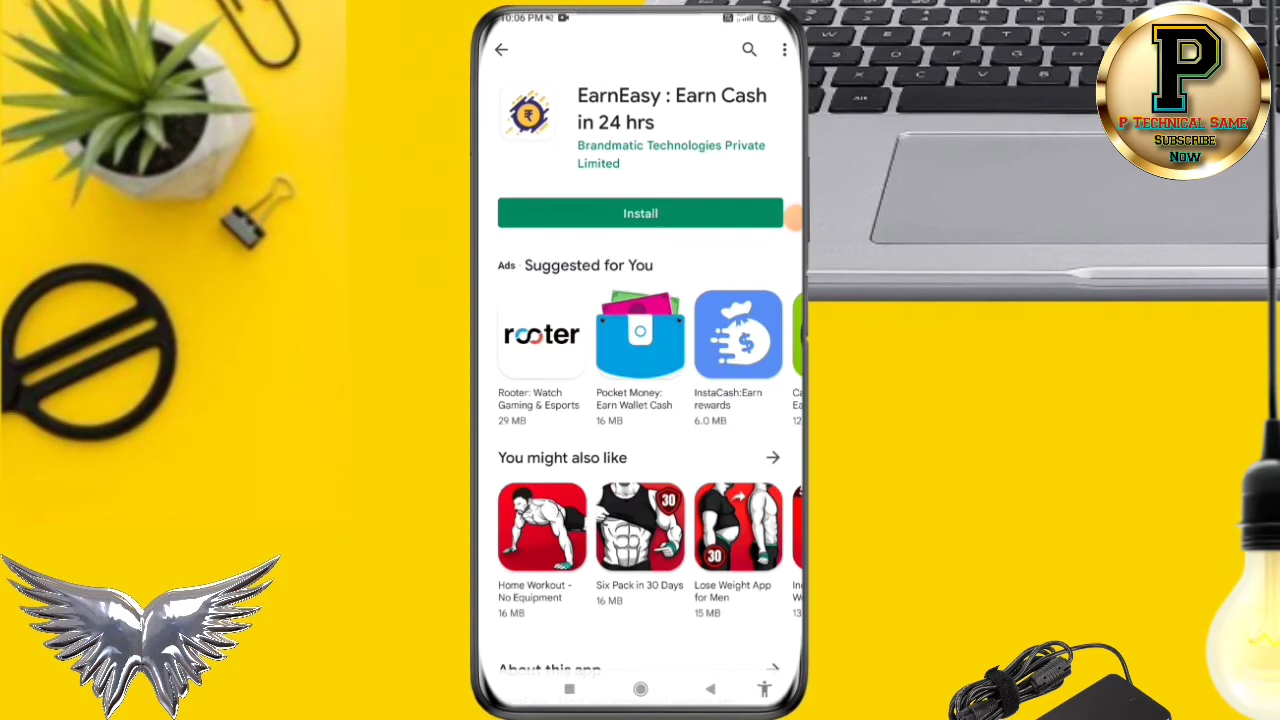 10:06 PM
EarnEasy : Earn Cash
in 24 hrs
Brandmatic Technologies Private
Limited
Install
Ads · Suggested for You
rooter
Rooter: Watch
Gaming & Esports
29 MB
Pocket Money:
Earn Wallet Cash
16 MB
InstaCash:Earn
rewards
6.0 MB
You might also like
30
30
Home Workout -
No Equipment
16 MB
Six Pack in 30 Days
16 MB
Lose Weight App
for Men
15 MB
About this app
P
P Technical Same
Subscribe
Now